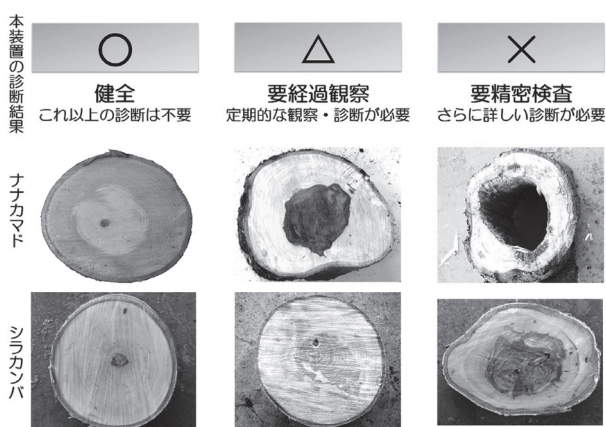 本装置の診断結果
○
△
×
健全
これ以上の診断は不要
要経過観察
定期的な観察・診断が必要
要精密検査
さらに詳しい診断が必要
ナナカマド
シラカンバ